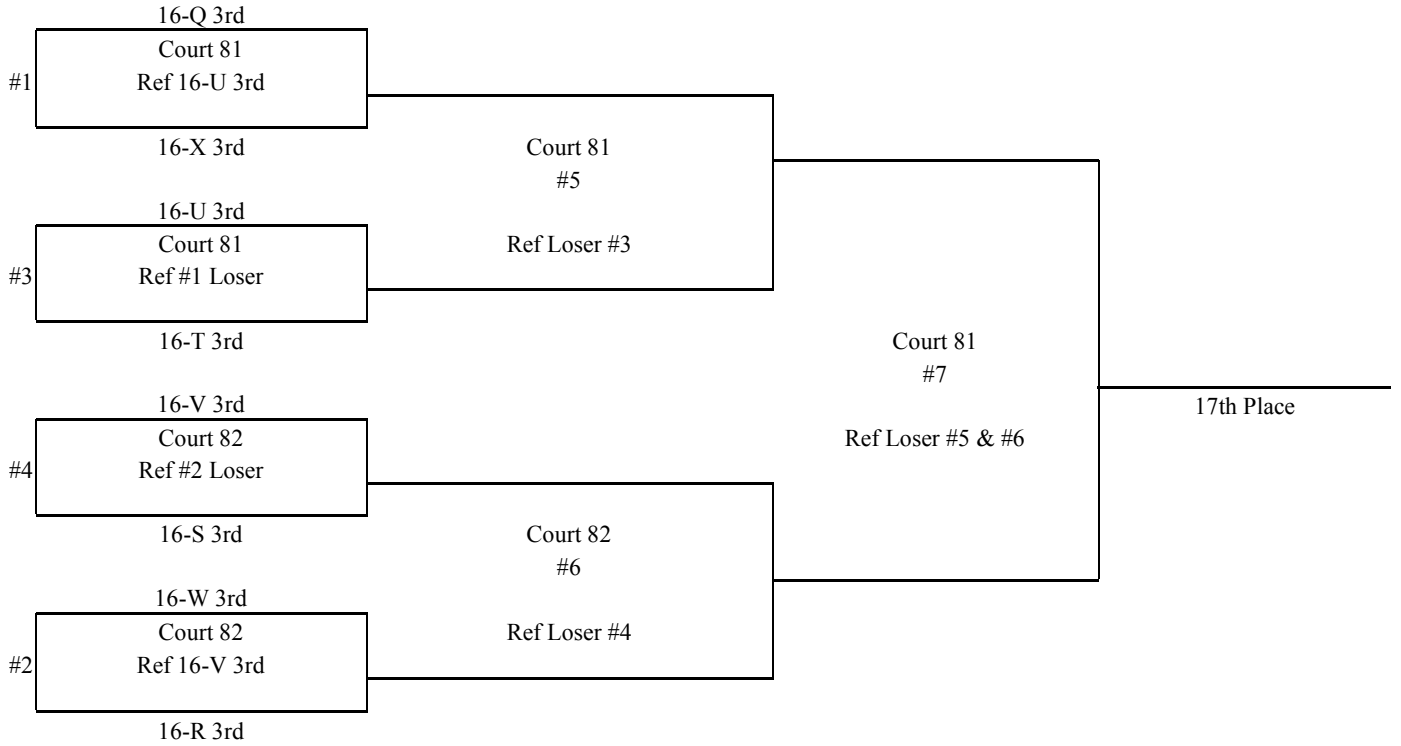 16-Q 3rd
Court 81
#1
Ref 16-U 3rd
16-X 3rd
16-U 3rd
Court 81
#3
Ref #1 Loser
16-T 3rd
16-V 3rd
Court 82
#4
Ref #2 Loser
16-S 3rd
16-W 3rd
Court 82
#2
Ref 16-V 3rd
16-R 3rd
Court 81
#5
Ref Loser #3
Court 82
#6
Ref Loser #4
Court 81
#7
Ref Loser #5 & #6
17th Place